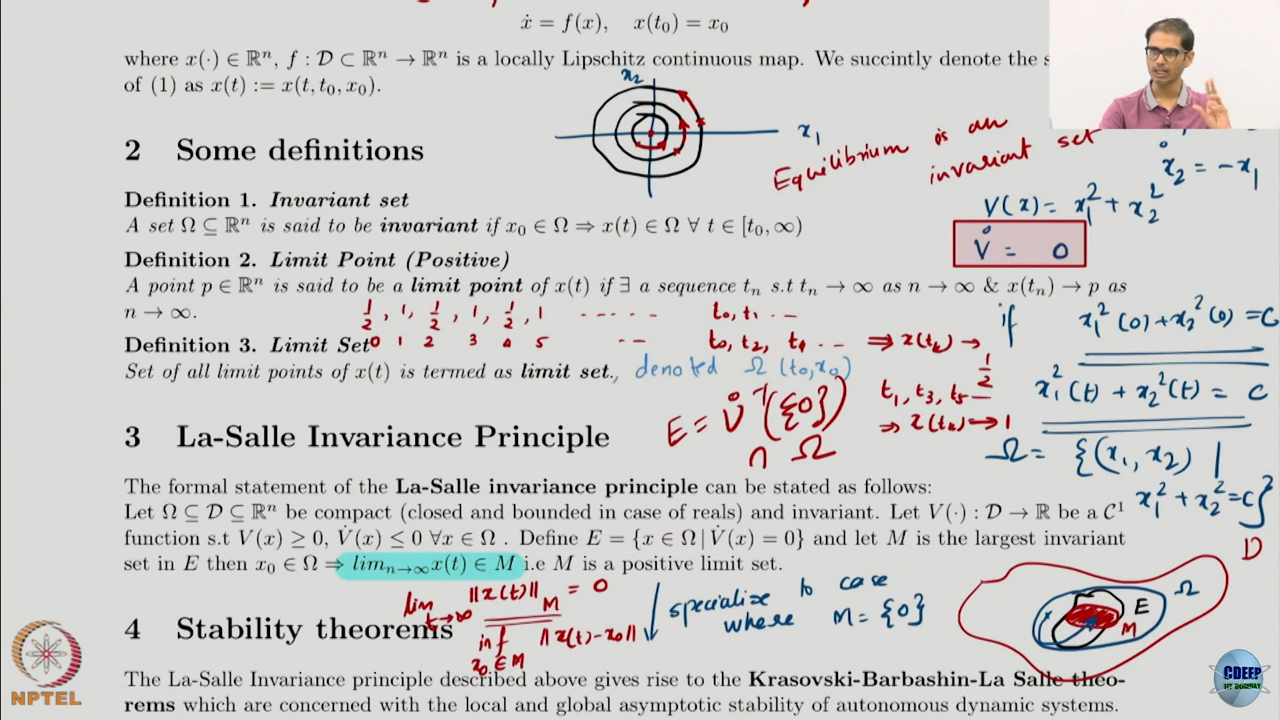 ẋ = f(x), x(t₀) = x₀
where x(·) ∈ ℝⁿ, f : 𝒟 ⊂ ℝⁿ → ℝⁿ is a locally Lipschitz continuous map. We succintly denote the s
of (1) as x(t) := x(t, t₀, x₀).
x₂
x₁
Equilibrium is an
invariant set
ẋ₂ = -x₁
V(x) = x₁² + x₂²
V̇ = 0
2 Some definitions
Definition 1. Invariant set
A set Ω ⊆ ℝⁿ is said to be invariant if x₀ ∈ Ω ⇒ x(t) ∈ Ω ∀ t ∈ [t₀, ∞)
Definition 2. Limit Point (Positive)
A point p ∈ ℝⁿ is said to be a limit point of x(t) if ∃ a sequence tₙ s.t tₙ → ∞ as n → ∞ & x(tₙ) → p as
n → ∞.
1/2, 1, 1/2, 1, 1/2, 1 ......
t₀, t₁ ...
if x₁²(0) + x₂²(0) = C
Definition 3. Limit Set
0 1 2 3 4 5 ...
t₀, t₂, t₄ ... ⇒ x(tₖ) → 1/2
Set of all limit points of x(t) is termed as limit set., denoted Ω (t₀,x₀)
t₁, t₃, t₅ ...
⇒ x(tₖ) → 1
x₁²(t) + x₂²(t) = C
E = V̇⁻¹({0})
∩ Ω
Ω = {(x₁, x₂) |
x₁² + x₂² = C}
3 La-Salle Invariance Principle
The formal statement of the La-Salle invariance principle can be stated as follows:
Let Ω ⊆ 𝒟 ⊆ ℝⁿ be compact (closed and bounded in case of reals) and invariant. Let V(·) : 𝒟 → ℝ be a 𝒞¹
function s.t V(x) ≥ 0, V̇(x) ≤ 0 ∀x ∈ Ω . Define E = {x ∈ Ω | V̇(x) = 0} and let M is the largest invariant
set in E then x₀ ∈ Ω ⇒ limₙ→∞x(t) ∈ M i.e M is a positive limit set.
D
Ω
E
M
lim t→∞ ||x(t)||_M = 0
inf x₀ ∈ M ||x(t) - x₀||
specialize to case
where M = {0}
4 Stability theorems
The La-Salle Invariance principle described above gives rise to the Krasovski-Barbashin-La Salle theo-
rems which are concerned with the local and global asymptotic stability of autonomous dynamic systems.
NPTEL
CDEEP
IIT BOMBAY